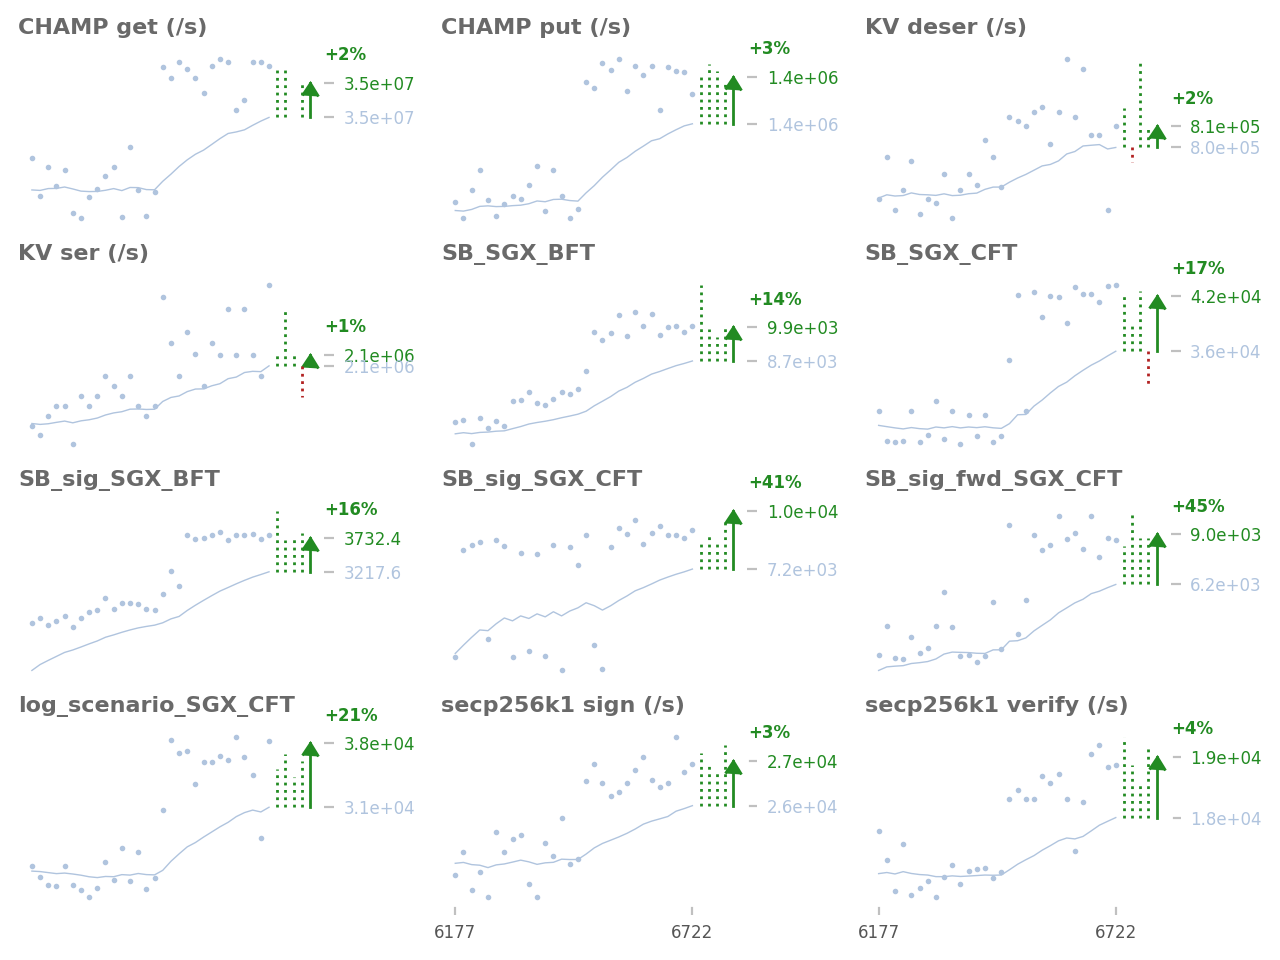 CHAMP get (/s)
+2%
3.5e+07
3.5e+07
CHAMP put (/s)
+3%
1.4e+06
1.4e+06
KV deser (/s)
+2%
8.1e+05
8.0e+05
KV ser (/s)
+1%
2.1e+06
2.1e+06
SB_SGX_BFT
+14%
9.9e+03
8.7e+03
SB_SGX_CFT
+17%
4.2e+04
3.6e+04
SB_sig_SGX_BFT
+16%
3732.4
3217.6
SB_sig_SGX_CFT
+41%
1.0e+04
7.2e+03
SB_sig_fwd_SGX_CFT
+45%
9.0e+03
6.2e+03
log_scenario_SGX_CFT
+21%
3.8e+04
3.1e+04
secp256k1 sign (/s)
+3%
2.7e+04
2.6e+04
6177
6722
secp256k1 verify (/s)
+4%
1.9e+04
1.8e+04
6177
6722